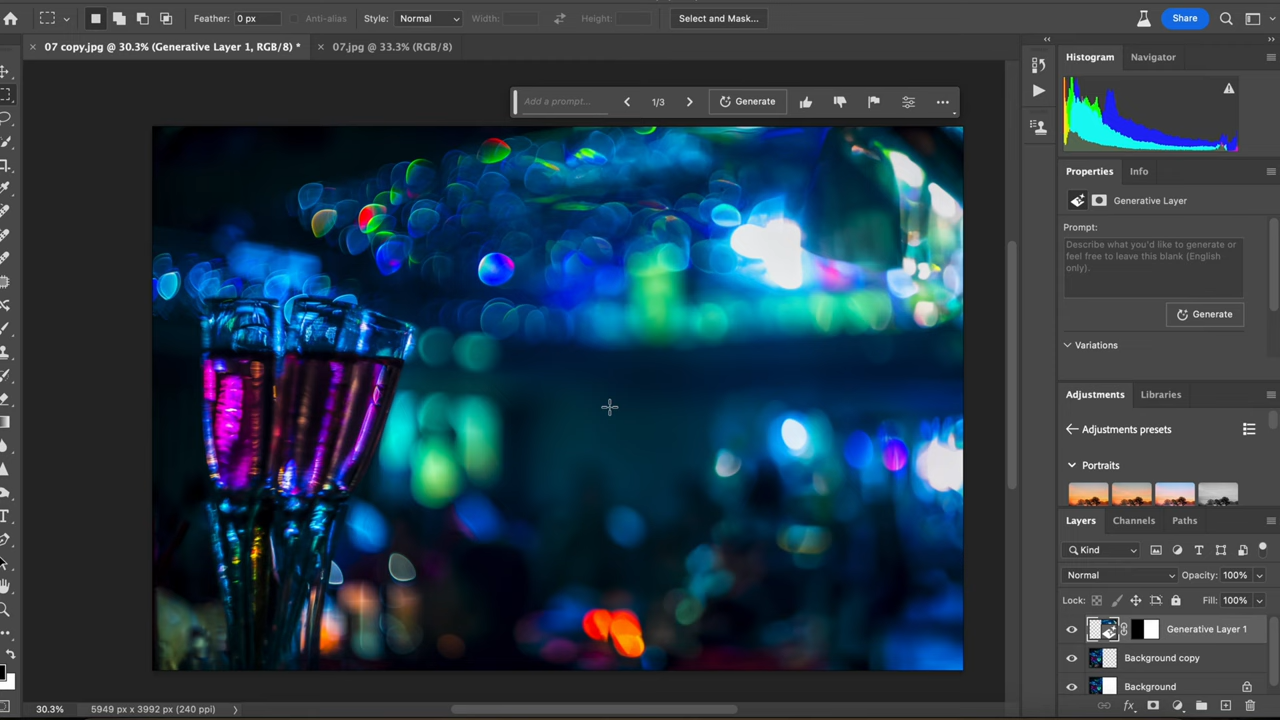 Feather: 0 px Anti-alias Style: Normal Width: Height: Select and Mask... Share
× 07 copy.jpg @ 30.3% (Generative Layer 1, RGB/8) * × 07.jpg @ 33.3% (RGB/8)
Histogram Navigator
Add a prompt... 1/3 Generate
Properties Info
Generative Layer
Prompt:
Describe what you'd like to generate or
feel free to leave this blank (English
only).
Generate
Variations
Adjustments Libraries
Adjustments presets
Portraits
Layers Channels Paths
Kind
Normal Opacity: 100%
Lock: Fill: 100%
Generative Layer 1
Background copy
Background
30.3% 5949 px x 3992 px (240 ppi)
fx